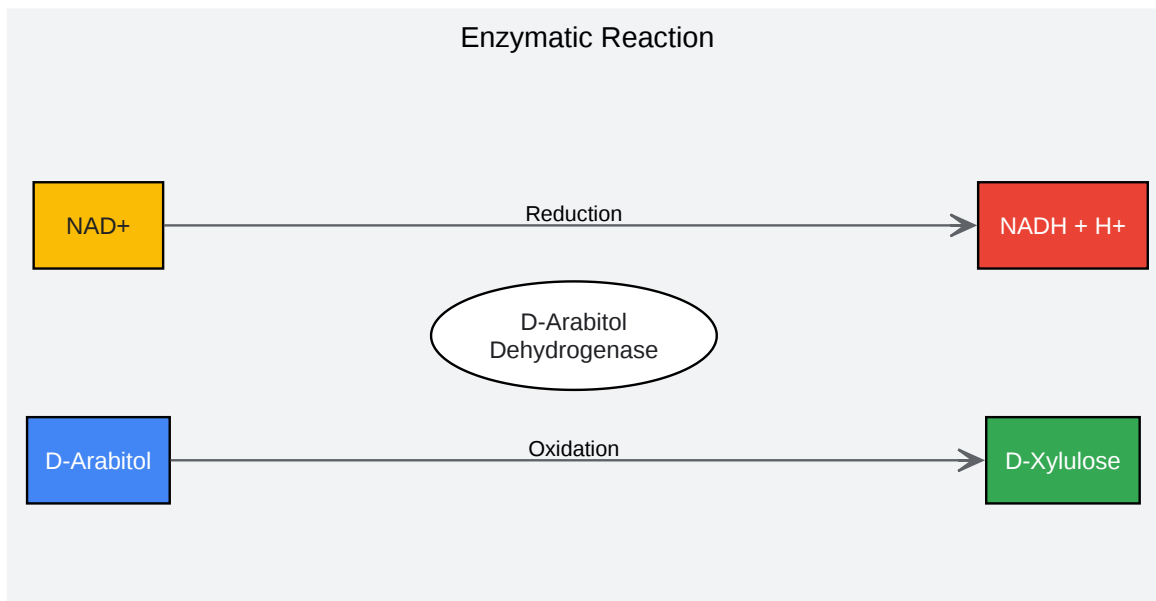 Enzymatic Reaction
NAD+
Reduction
NADH + H+
D-Arabitol
Dehydrogenase
D-Arabitol
Oxidation
D-Xylulose